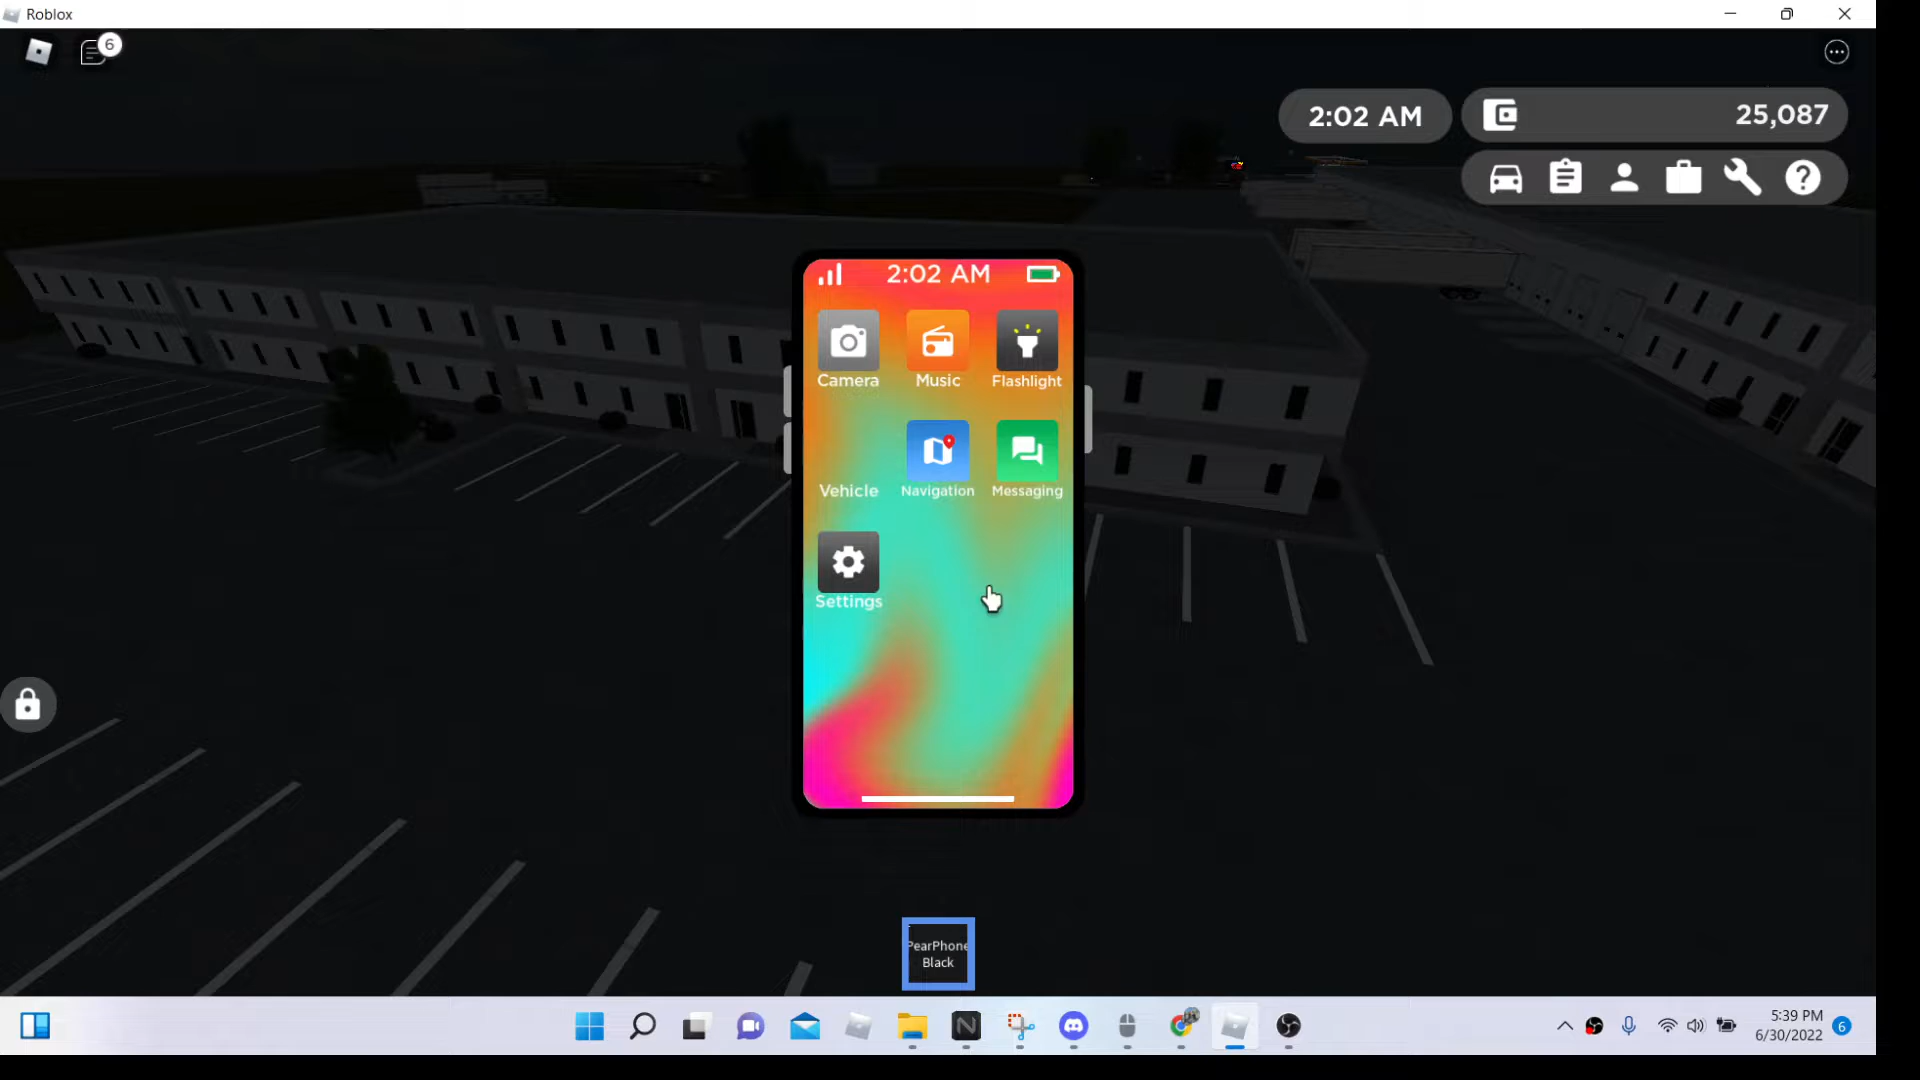 Roblox
6
2:02 AM
25,087
2:02 AM
Camera
Music
Flashlight
Vehicle
Navigation
Messaging
Settings
PearPhone
Black
5:39 PM
6/30/2022
6